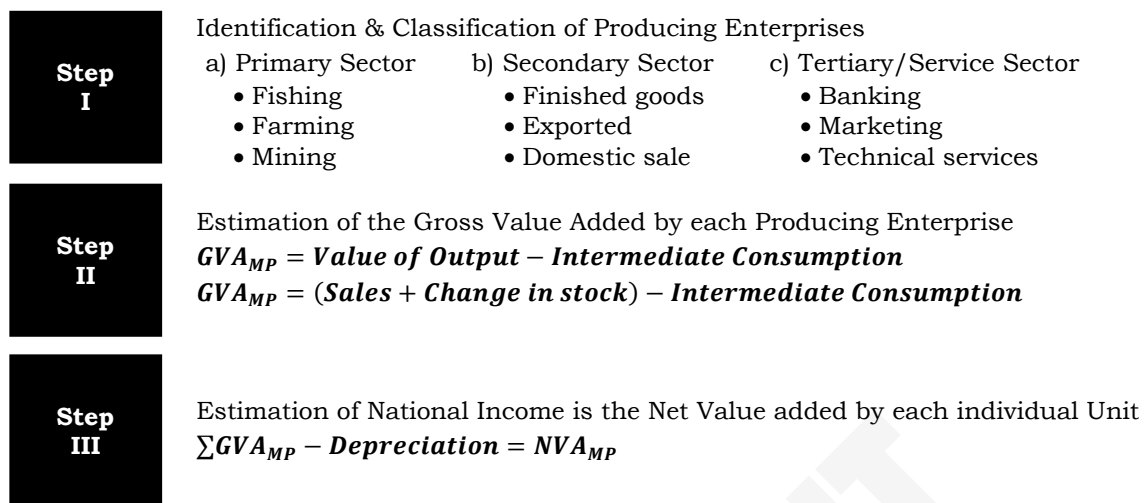 Step
I
Identification & Classification of Producing Enterprises
a) Primary Sector
• Fishing
• Farming
• Mining
b) Secondary Sector
• Finished goods
• Exported
• Domestic sale
c) Tertiary/Service Sector
• Banking
• Marketing
• Technical services
Step
II
Estimation of the Gross Value Added by each Producing Enterprise
GVA_MP = Value of Output − Intermediate Consumption
GVA_MP = (Sales + Change in stock) − Intermediate Consumption
Step
III
Estimation of National Income is the Net Value added by each individual Unit
∑GVA_MP − Depreciation = NVA_MP